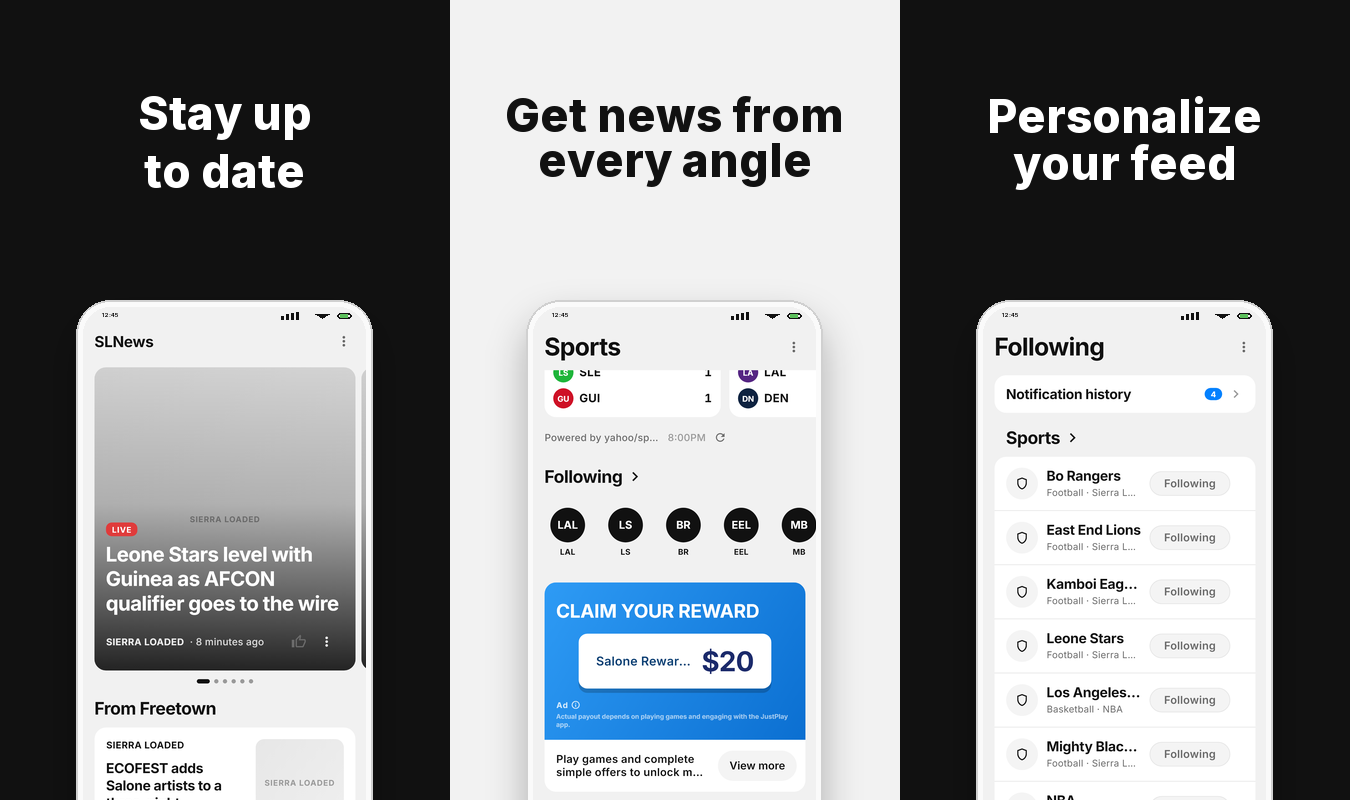 Stay up
to date
12:45
SLNews
SIERRA LOADED
LIVE
Leone Stars level with
Guinea as AFCON
qualifier goes to the wire
SIERRA LOADED · 8 minutes ago
From Freetown
SIERRA LOADED
ECOFEST adds
Salone artists to a
SIERRA LOADED
Get news from
every angle
12:45
Sports
LS SLE 1
LA LAL
GU GUI 1
DN DEN
Powered by yahoo/sp... 8:00PM
Following
LAL LS BR EEL MB
LAL LS BR EEL MB
CLAIM YOUR REWARD
Salone Rewar... $20
Ad
Actual payout depends on playing games and engaging with the JustPlay
app.
Play games and complete
simple offers to unlock m...
View more
Personalize
your feed
12:45
Following
Notification history 4
Sports
Bo Rangers
Football · Sierra L...
Following
East End Lions
Football · Sierra L...
Following
Kamboi Eag...
Football · Sierra L...
Following
Leone Stars
Football · Sierra L...
Following
Los Angeles...
Basketball · NBA
Following
Mighty Blac...
Football · Sierra L...
Following
NBA